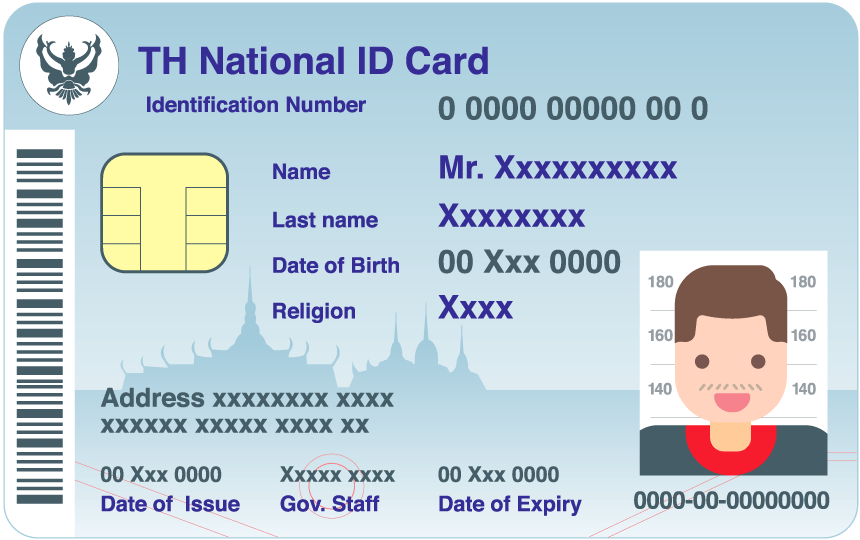 TH National ID Card
Identification Number 0 0000 00000 00 0
Name Mr. Xxxxxxxxxxx
Last name Xxxxxxxx
Date of Birth 00 Xxx 0000
Religion Xxxx
180 180
160 160
140 140
Address xxxxxxxx xxxx
xxxxxx xxxxx xxxx xx
00 Xxx 0000 Xxxxx xxxx 00 Xxx 0000
Date of Issue Gov. Staff Date of Expiry
0000-00-00000000